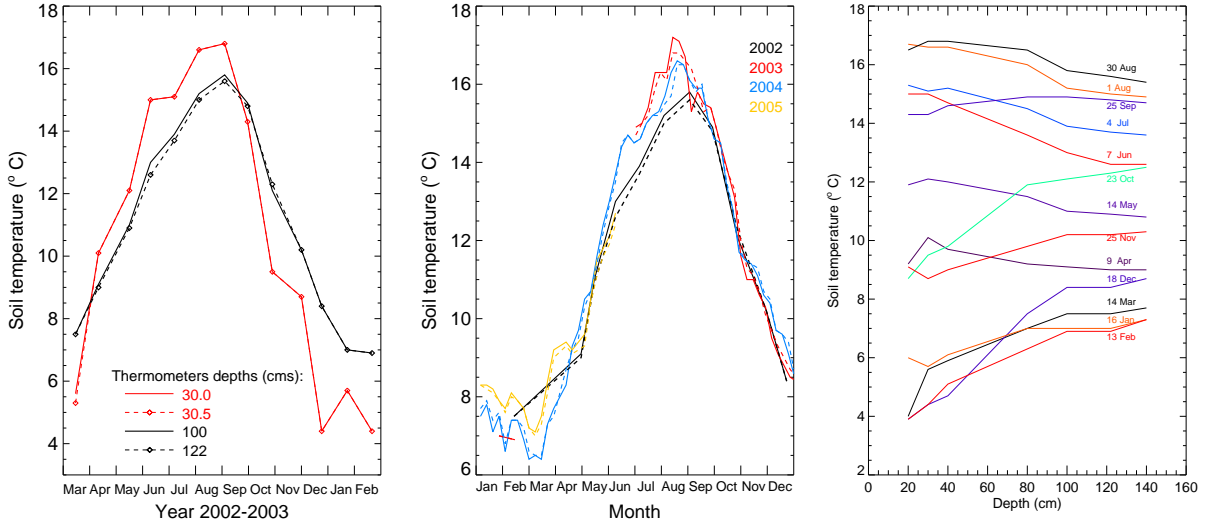 18
16
14
12
10
8
6
4
Soil temperature (° C)
Thermometers depths (cms):
30.0
30.5
100
122
Mar Apr May Jun Jul Aug Sep Oct Nov Dec Jan Feb
Year 2002-2003
18
16
14
12
10
8
6
Soil temperature (° C)
2002
2003
2004
2005
Jan Feb Mar Apr May Jun Jul Aug Sep Oct Nov Dec
Month
18
16
14
12
10
8
6
4
2
Soil temperature (° C)
30 Aug
1 Aug
25 Sep
4 Jul
7 Jun
23 Oct
14 May
25 Nov
9 Apr
18 Dec
14 Mar
16 Jan
13 Feb
0 20 40 60 80 100 120 140 160
Depth (cm)